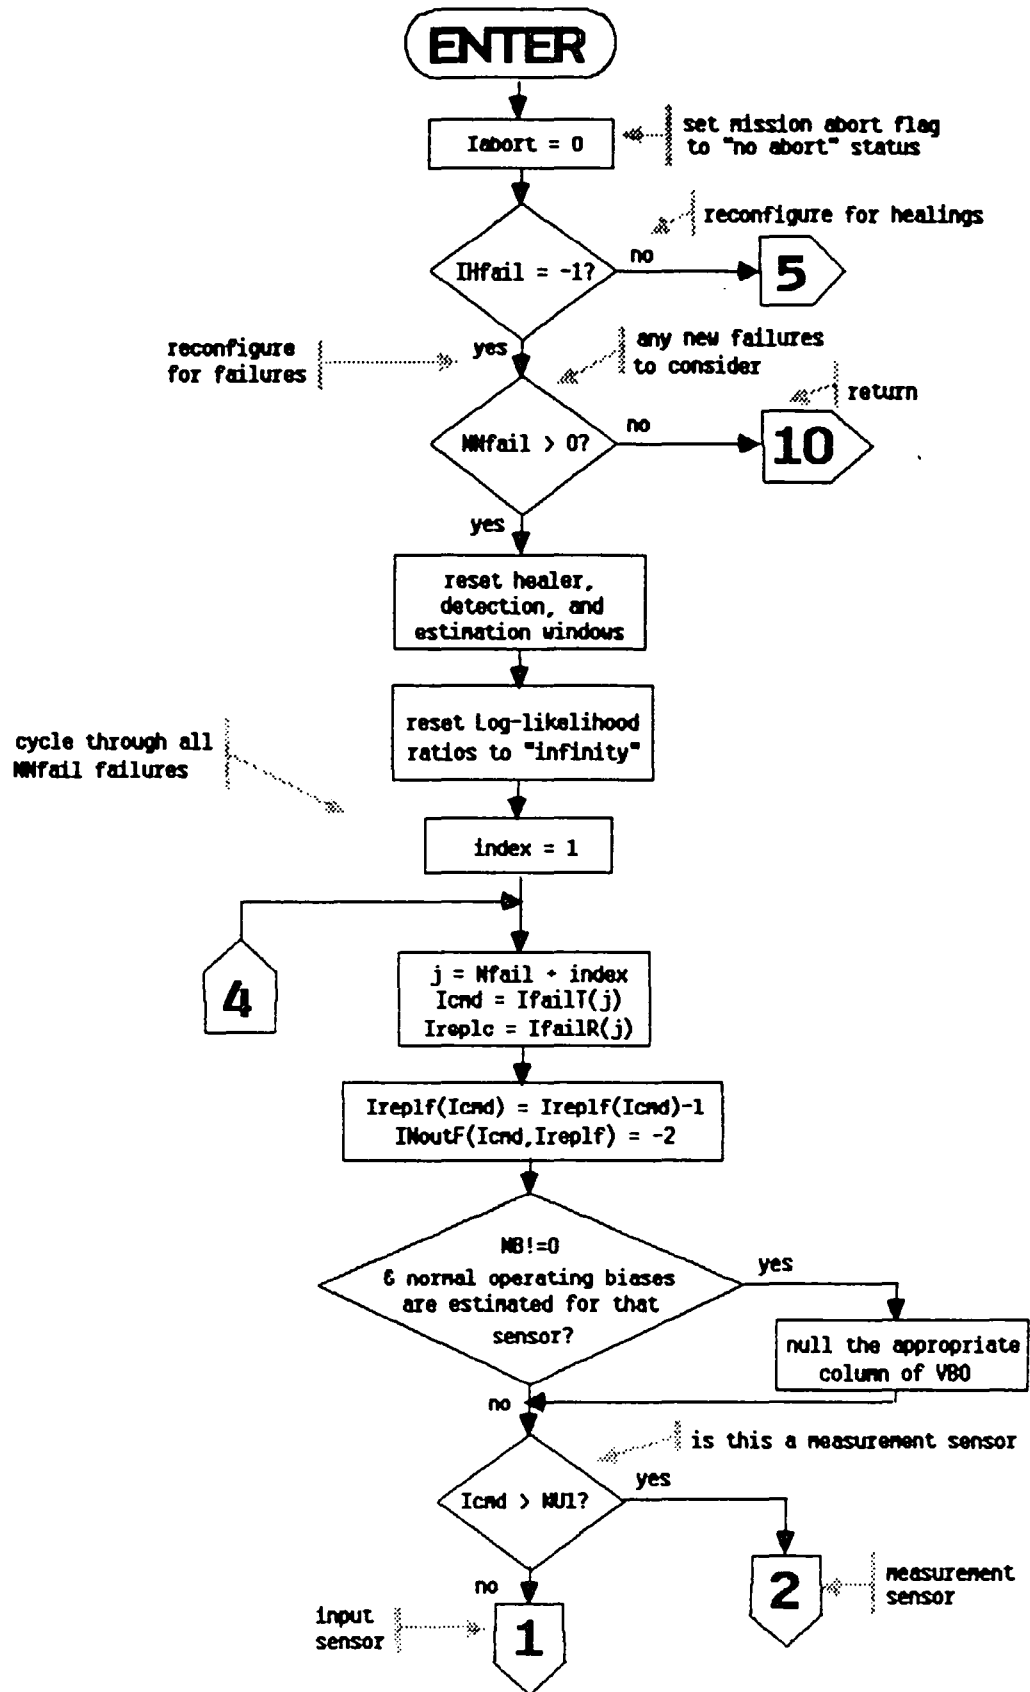 ENTER
Iabort = 0
set mission abort flag
to "no abort" status
reconfigure for healings
IHfail = -1?
no
5
reconfigure
for failures
yes
any new failures
to consider
return
NNfail > 0?
no
10
yes
reset healer,
detection, and
estimation windows
reset Log-likelihood
ratios to "infinity"
cycle through all
NNfail failures
index = 1
4
j = Nfail + index
Icmd = IfailT(j)
Ireplc = IfailR(j)
Ireplf(Icmd) = Ireplf(Icmd)-1
INoutF(Icmd,Ireplf) = -2
NB!=0
& normal operating biases
are estimated for that
sensor?
yes
null the appropriate
column of VB0
no
is this a measurement sensor
Icmd > NU1?
yes
2
measurement
sensor
no
input
sensor
1